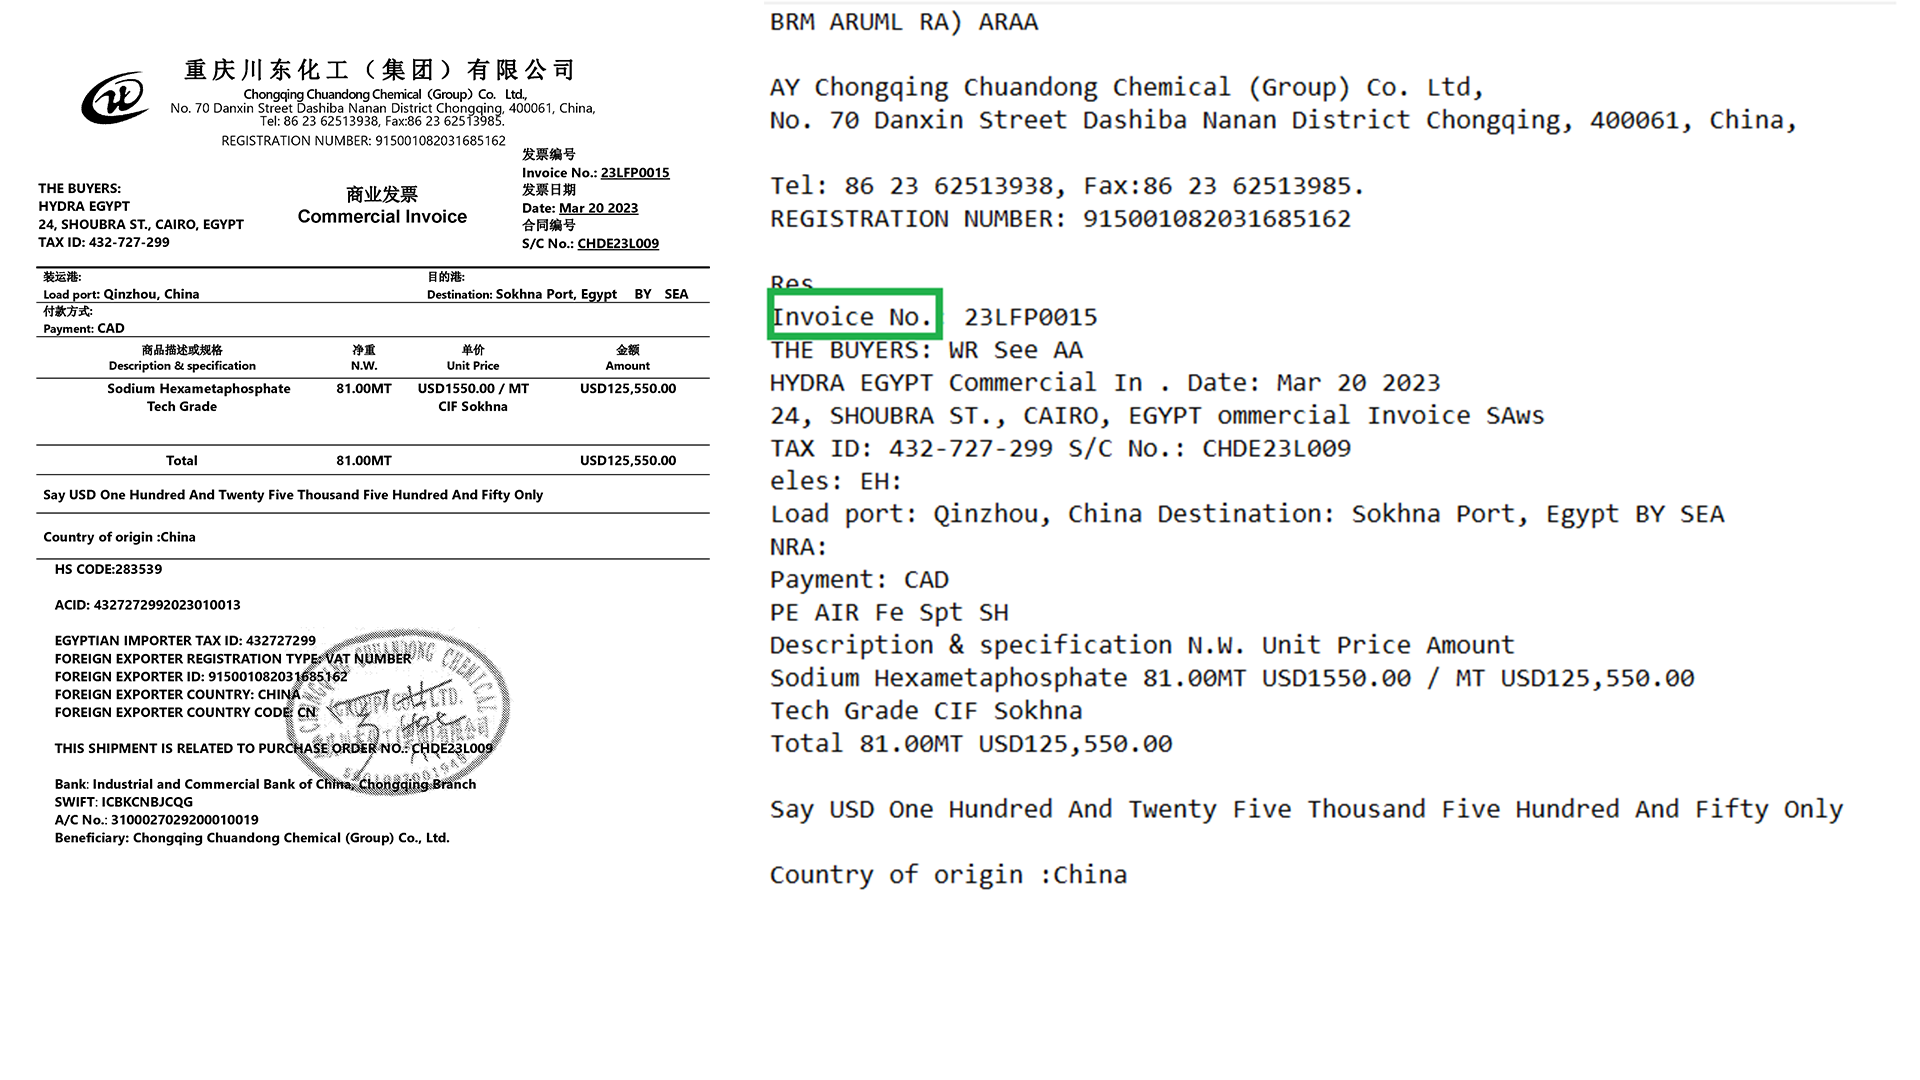 重庆川东化工（集团）有限公司
Chongqing Chuandong Chemical (Group) Co. Ltd.,
No. 70 Danxin Street Dashiba Nanan District Chongqing, 400061, China,
Tel: 86 23 62513938, Fax:86 23 62513985.
REGISTRATION NUMBER: 915001082031685162
发票编号
Invoice No.: 23LFP0015
发票日期
Date: Mar 20 2023
合同编号
S/C No.: CHDE23L009
THE BUYERS:
HYDRA EGYPT
24, SHOUBRA ST., CAIRO, EGYPT
TAX ID: 432-727-299
商业发票
Commercial Invoice
装运港: 目的港:
Load port: Qinzhou, China Destination: Sokhna Port, Egypt BY SEA
付款方式:
Payment: CAD
商品描述或规格 净重 单价 金额
Description & specification N.W. Unit Price Amount
Sodium Hexametaphosphate 81.00MT USD1550.00 / MT USD125,550.00
Tech Grade CIF Sokhna
Total 81.00MT USD125,550.00
Say USD One Hundred And Twenty Five Thousand Five Hundred And Fifty Only
Country of origin :China
HS CODE:283539
ACID: 4327272992023010013
EGYPTIAN IMPORTER TAX ID: 432727299
FOREIGN EXPORTER REGISTRATION TYPE: VAT NUMBER
FOREIGN EXPORTER ID: 915001082031685162
FOREIGN EXPORTER COUNTRY: CHINA
FOREIGN EXPORTER COUNTRY CODE: CN
THIS SHIPMENT IS RELATED TO PURCHASE ORDER NO.: CHDE23L009
Bank: Industrial and Commercial Bank of China, Chongqing Branch
SWIFT: ICBKCNBJCQG
A/C No.: 3100027029200010019
Beneficiary: Chongqing Chuandong Chemical (Group) Co., Ltd.
CHONGQING CHUANDONG CHEMICAL
(GROUP) CO., LTD.
BRM ARUML RA) ARAA
AY Chongqing Chuandong Chemical (Group) Co. Ltd,
No. 70 Danxin Street Dashiba Nanan District Chongqing, 400061, China,
Tel: 86 23 62513938, Fax:86 23 62513985.
REGISTRATION NUMBER: 915001082031685162
Res
Invoice No.: 23LFP0015
THE BUYERS: WR See AA
HYDRA EGYPT Commercial In . Date: Mar 20 2023
24, SHOUBRA ST., CAIRO, EGYPT ommercial Invoice SAws
TAX ID: 432-727-299 S/C No.: CHDE23L009
eles: EH:
Load port: Qinzhou, China Destination: Sokhna Port, Egypt BY SEA
NRA:
Payment: CAD
PE AIR Fe Spt SH
Description & specification N.W. Unit Price Amount
Sodium Hexametaphosphate 81.00MT USD1550.00 / MT USD125,550.00
Tech Grade CIF Sokhna
Total 81.00MT USD125,550.00
Say USD One Hundred And Twenty Five Thousand Five Hundred And Fifty Only
Country of origin :China